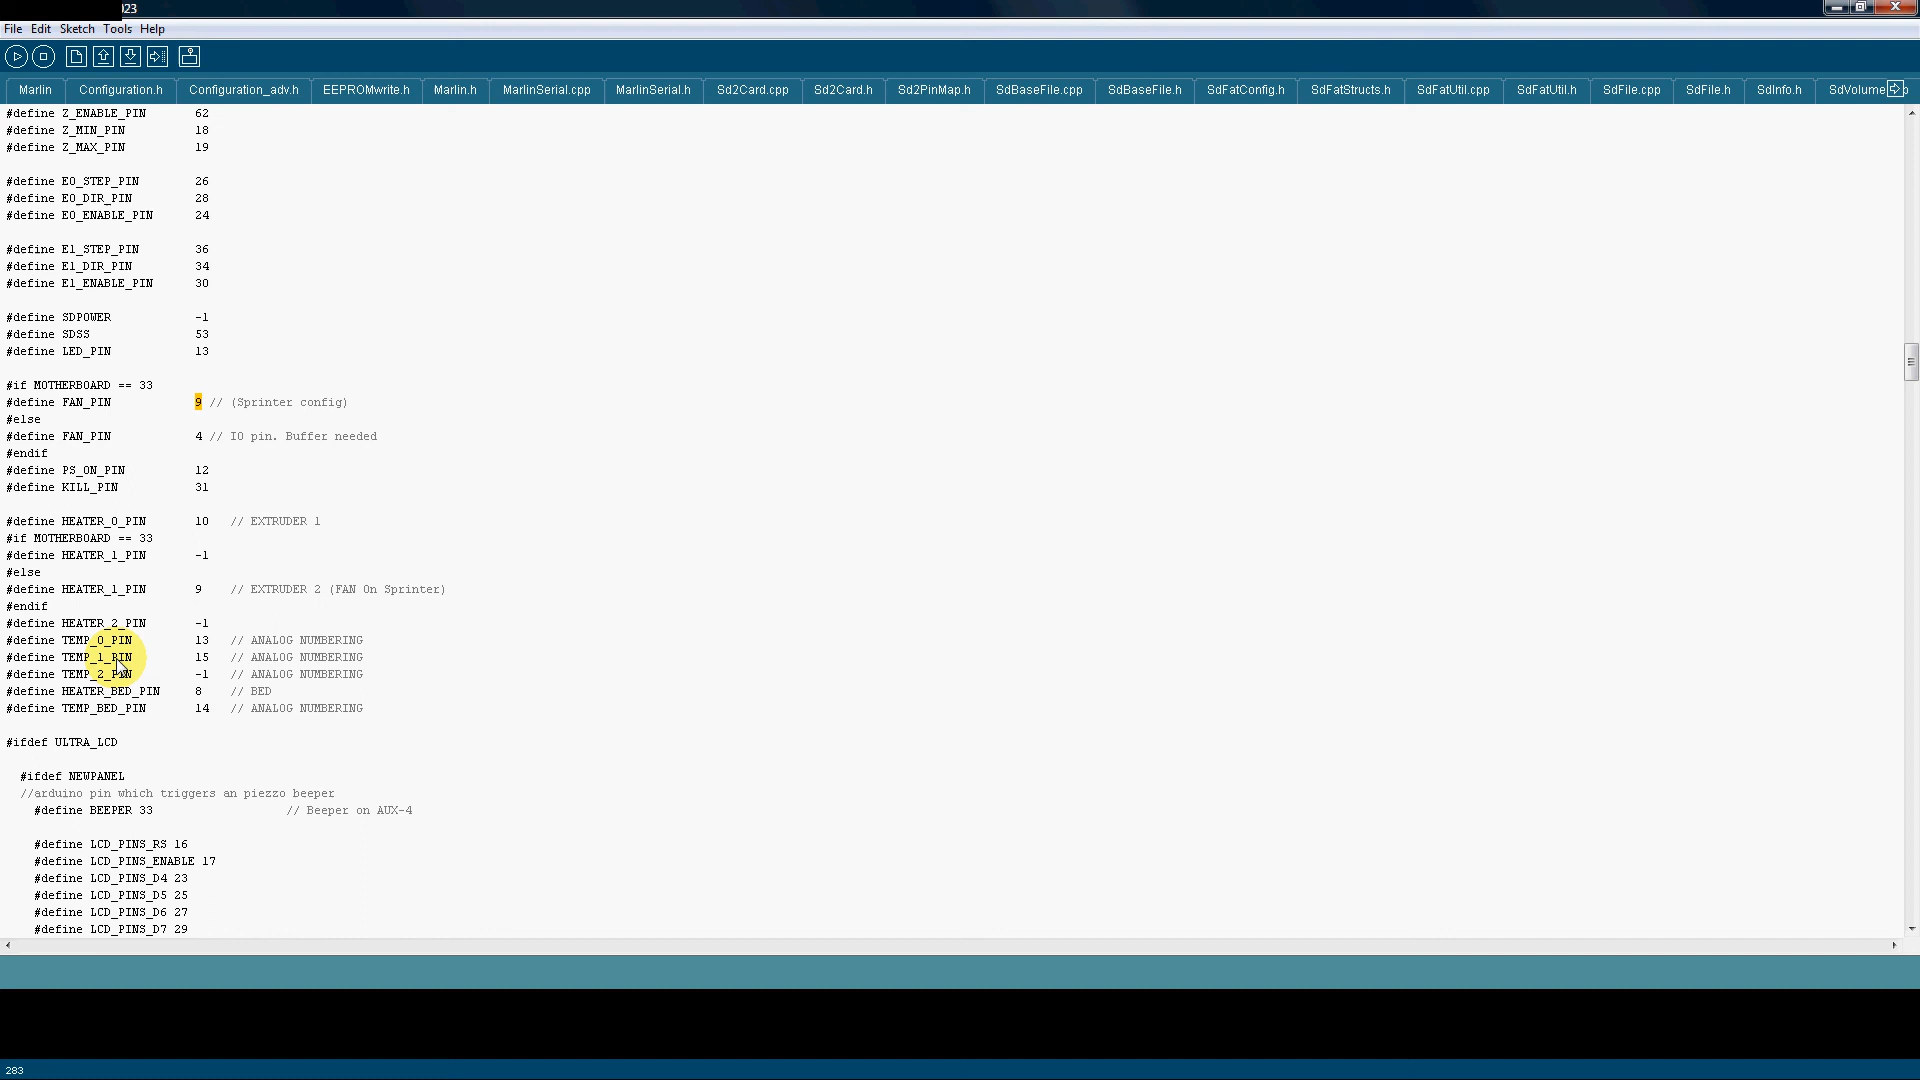 023
File Edit Sketch Tools Help
Marlin Configuration.h Configuration_adv.h EEPROMwrite.h Marlin.h MarlinSerial.cpp MarlinSerial.h Sd2Card.cpp Sd2Card.h Sd2PinMap.h SdBaseFile.cpp SdBaseFile.h SdFatConfig.h SdFatStructs.h SdFatUtil.cpp SdFatUtil.h SdFile.cpp SdFile.h SdInfo.h SdVolume
#define Z_ENABLE_PIN 62
#define Z_MIN_PIN 18
#define Z_MAX_PIN 19
#define E0_STEP_PIN 26
#define E0_DIR_PIN 28
#define E0_ENABLE_PIN 24
#define E1_STEP_PIN 36
#define E1_DIR_PIN 34
#define E1_ENABLE_PIN 30
#define SDPOWER -1
#define SDSS 53
#define LED_PIN 13
#if MOTHERBOARD == 33
#define FAN_PIN 9 // (Sprinter config)
#else
#define FAN_PIN 4 // IO pin. Buffer needed
#endif
#define PS_ON_PIN 12
#define KILL_PIN 31
#define HEATER_0_PIN 10 // EXTRUDER 1
#if MOTHERBOARD == 33
#define HEATER_1_PIN -1
#else
#define HEATER_1_PIN 9 // EXTRUDER 2 (FAN On Sprinter)
#endif
#define HEATER_2_PIN -1
#define TEMP_0_PIN 13 // ANALOG NUMBERING
#define TEMP_1_PIN 15 // ANALOG NUMBERING
#define TEMP_2_PIN -1 // ANALOG NUMBERING
#define HEATER_BED_PIN 8 // BED
#define TEMP_BED_PIN 14 // ANALOG NUMBERING
#ifdef ULTRA_LCD
#ifdef NEWPANEL
//arduino pin which triggers an piezzo beeper
#define BEEPER 33 // Beeper on AUX-4
#define LCD_PINS_RS 16
#define LCD_PINS_ENABLE 17
#define LCD_PINS_D4 23
#define LCD_PINS_D5 25
#define LCD_PINS_D6 27
#define LCD_PINS_D7 29
283